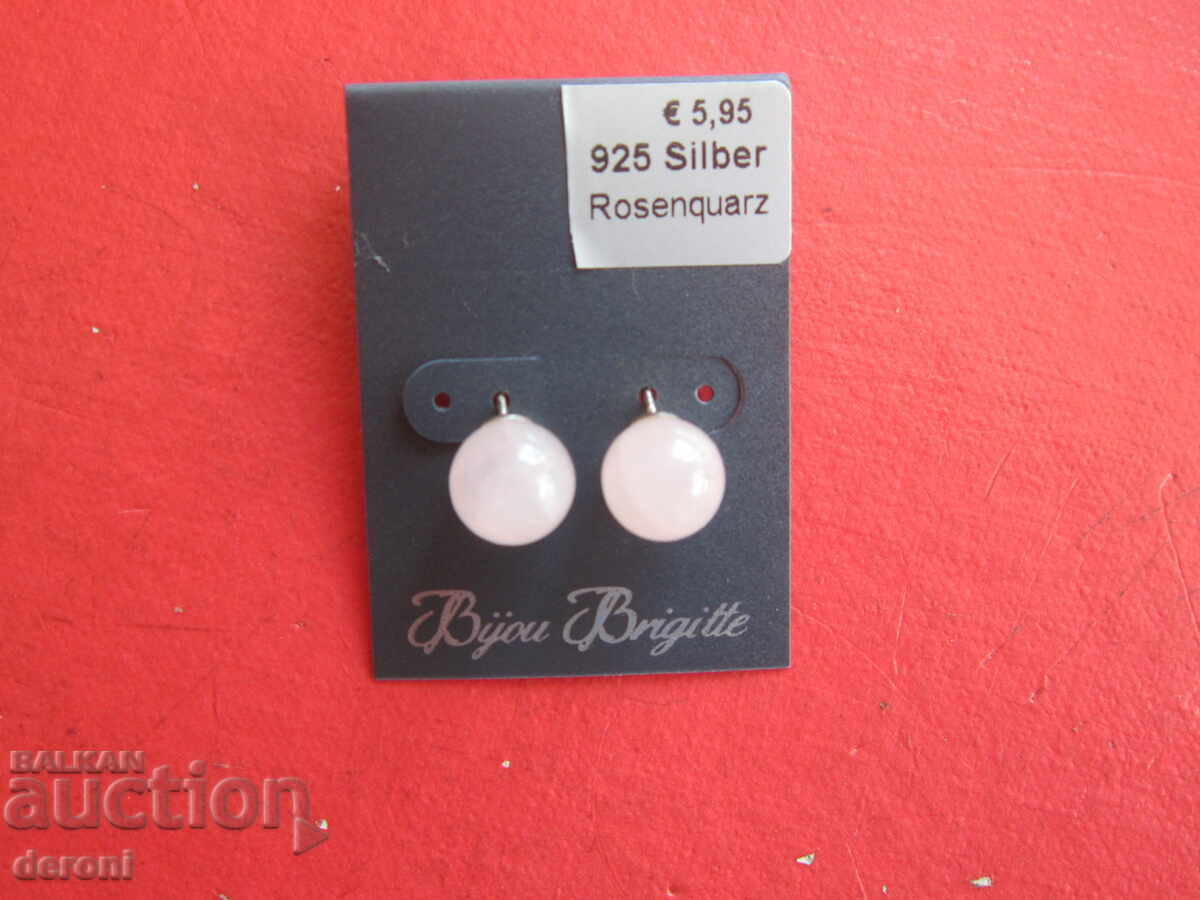 € 5,95
925 Silber
Rosenquarz
Bijou Brigitte
BALKAN
auction
deroni